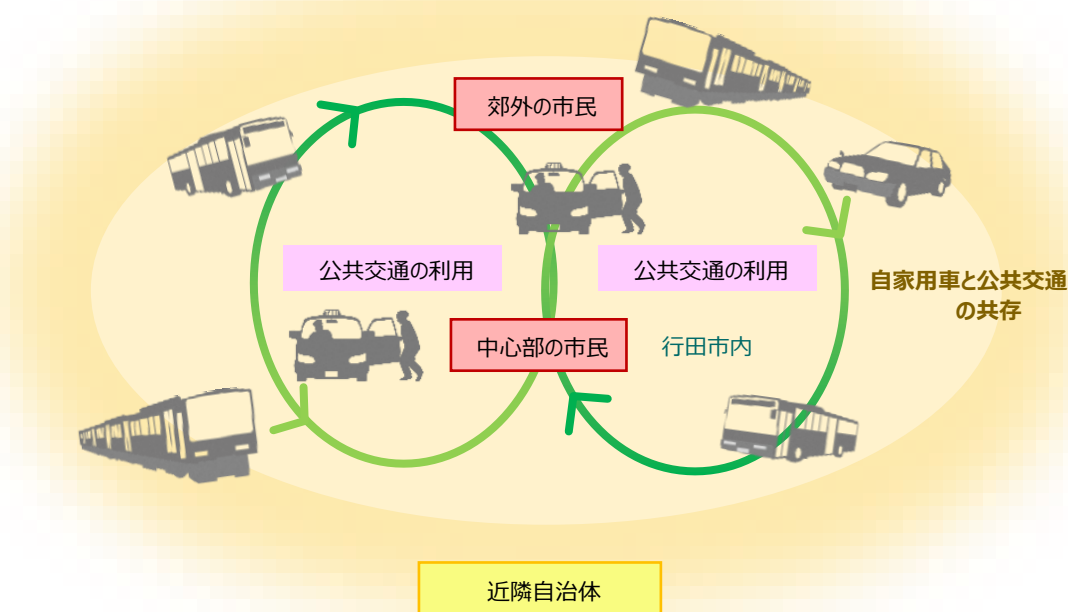 郊外の市民
公共交通の利用
公共交通の利用
自家用車と公共交通
の共存
中心部の市民
行田市内
近隣自治体